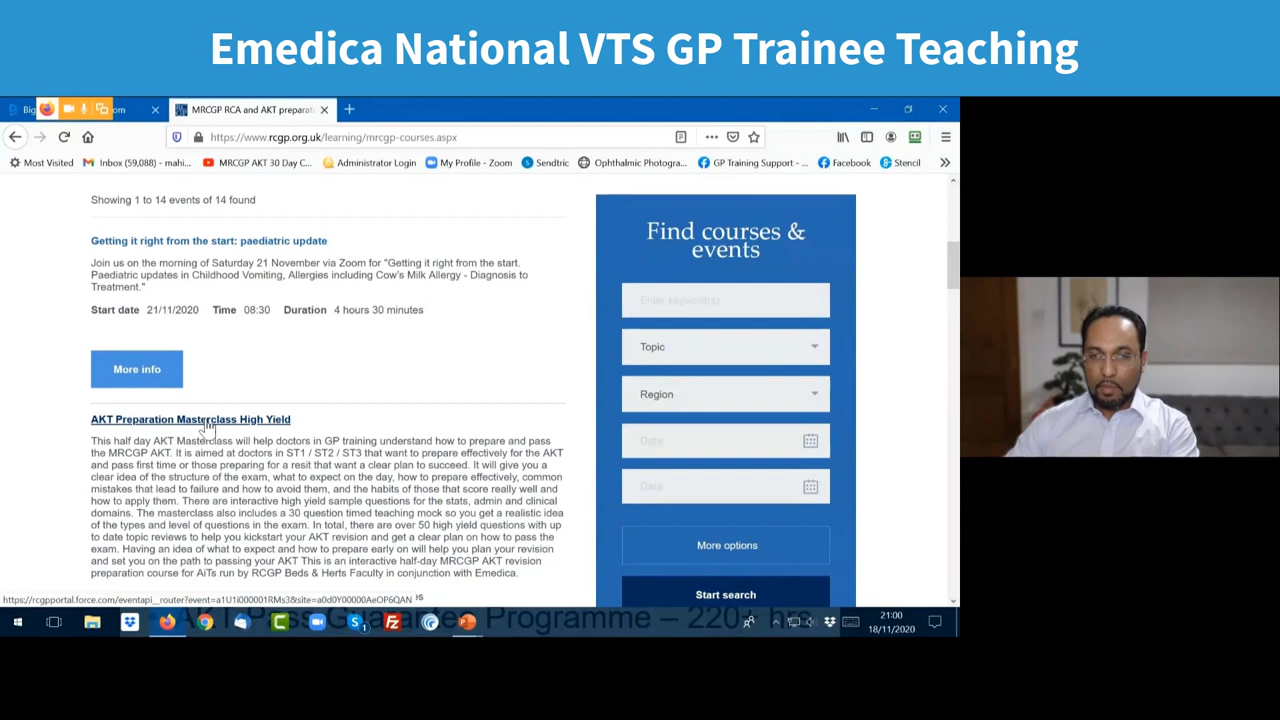 Emedica National VTS GP Trainee Teaching
Big
om
MRCGP RCA and AKT preparati
https://www.rcgp.org.uk/learning/mrcgp-courses.aspx
Most Visited
Inbox (59,088) - mahi...
MRCGP AKT 30 Day C...
Administrator Login
My Profile - Zoom
Sendtric
Ophthalmic Photogra...
GP Training Support - ...
Facebook
Stencil
Showing 1 to 14 events of 14 found
Getting it right from the start: paediatric update
Join us on the morning of Saturday 21 November via Zoom for "Getting it right from the start.
Paediatric updates in Childhood Vomiting, Allergies including Cow's Milk Allergy - Diagnosis to
Treatment."
Start date 21/11/2020 Time 08:30 Duration 4 hours 30 minutes
More info
AKT Preparation Masterclass High Yield
This half day AKT Masterclass will help doctors in GP training understand how to prepare and pass
the MRCGP AKT. It is aimed at doctors in ST1 / ST2 / ST3 that want to prepare effectively for the AKT
and pass first time or those preparing for a resit that want a clear plan to succeed. It will give you a
clear idea of the structure of the exam, what to expect on the day, how to prepare effectively, common
mistakes that lead to failure and how to avoid them, and the habits of those that score really well and
how to apply them. There are interactive high yield sample questions for the stats, admin and clinical
domains. The masterclass also includes a 30 question timed teaching mock so you get a realistic idea
of the types and level of questions in the exam. In total, there are over 50 high yield questions with up
to date topic reviews to help you kickstart your AKT revision and get a clear plan on how to pass the
exam. Having an idea of what to expect and how to prepare early on will help you plan your revision
and set you on the path to passing your AKT This is an interactive half-day MRCGP AKT revision
preparation course for AiTs run by RCGP Beds & Herts Faculty in conjunction with Emedica.
Find courses &
events
Enter keyword(s)
Topic
Region
Date
Date
More options
Start search
AKT Pass Guarantee Programme – 220+ hrs
21:00
18/11/2020